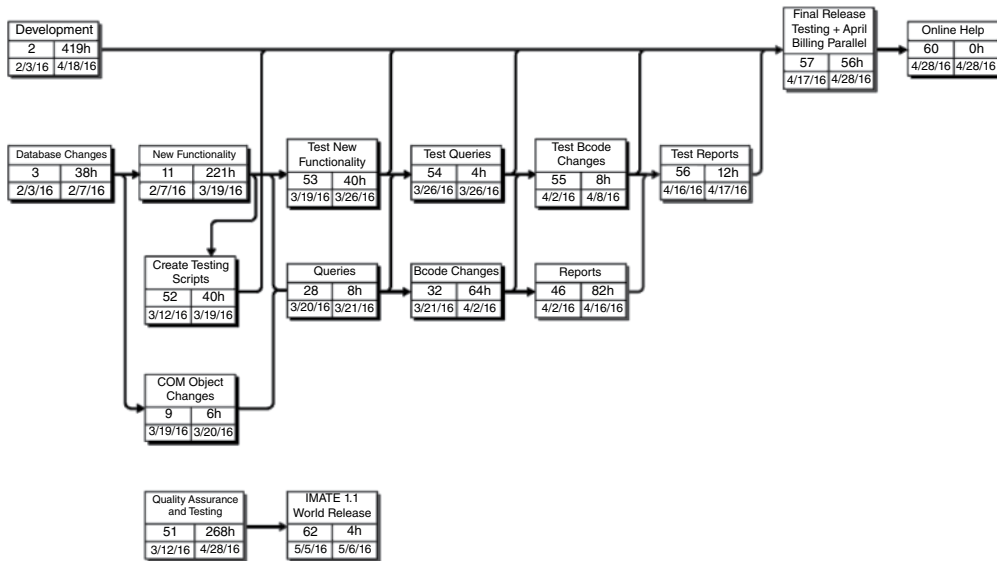 Development
2 419h
2/3/16 4/18/16
Final Release
Testing + April
Billing Parallel
57 56h
4/17/16 4/28/16
Online Help
60 0h
4/28/16 4/28/16
Database Changes
3 38h
2/3/16 2/7/16
New Functionality
11 221h
2/7/16 3/19/16
Test New
Functionality
53 40h
3/19/16 3/26/16
Test Queries
54 4h
3/26/16 3/26/16
Test Bcode
Changes
55 8h
4/2/16 4/8/16
Test Reports
56 12h
4/16/16 4/17/16
Create Testing
Scripts
52 40h
3/12/16 3/19/16
Queries
28 8h
3/20/16 3/21/16
Bcode Changes
32 64h
3/21/16 4/2/16
Reports
46 82h
4/2/16 4/16/16
COM Object
Changes
9 6h
3/19/16 3/20/16
Quality Assurance
and Testing
51 268h
3/12/16 4/28/16
IMATE 1.1
World Release
62 4h
5/5/16 5/6/16